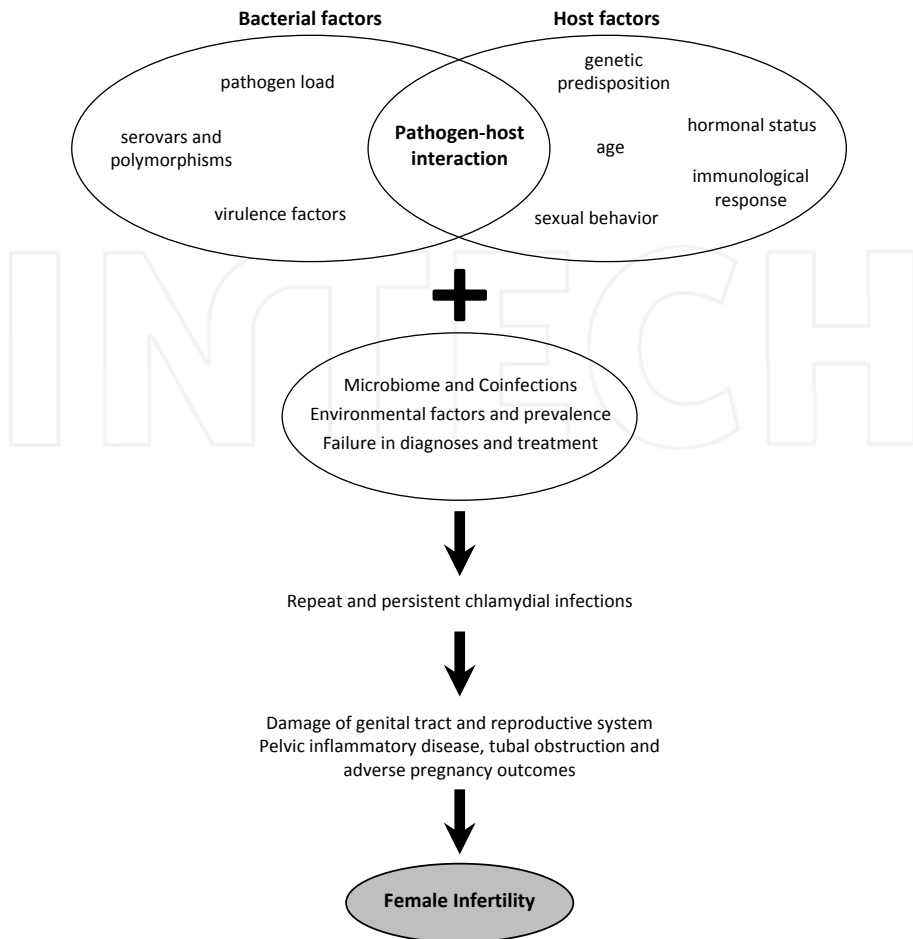 Bacterial factors
Host factors
pathogen load
serovars and
polymorphisms
virulence factors
Pathogen-host
interaction
genetic
predisposition
hormonal status
age
immunological
response
sexual behavior
INTECH
Microbiome and Coinfections
Environmental factors and prevalence
Failure in diagnoses and treatment
Repeat and persistent chlamydial infections
Damage of genital tract and reproductive system
Pelvic inflammatory disease, tubal obstruction and
adverse pregnancy outcomes
Female Infertility